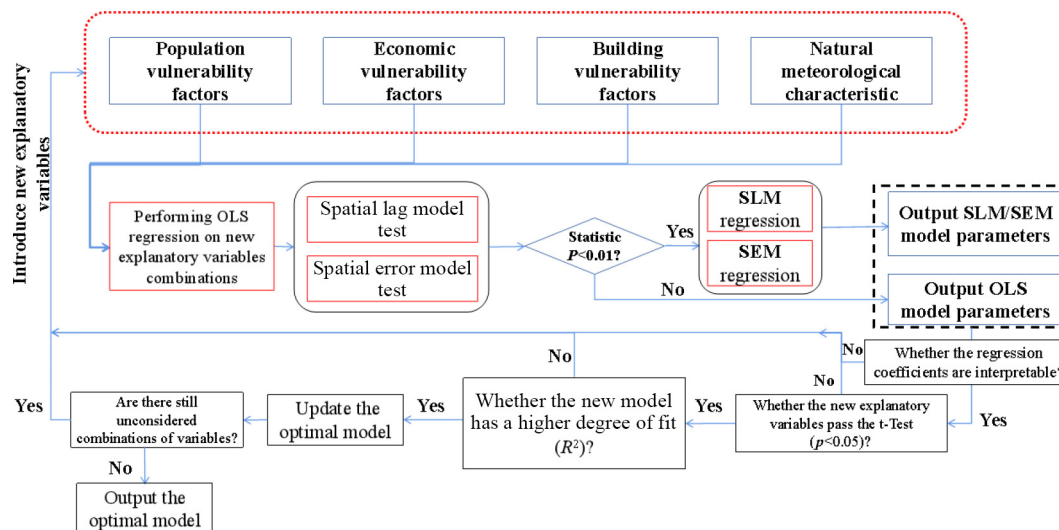 Population
vulnerability
factors
Economic
vulnerability
factors
Building
vulnerability
factors
Natural
meteorological
characteristic
Introduce new explanatory
variables
Performing OLS
regression on new
explanatory variables
combinations
Spatial lag model
test
Spatial error model
test
Statistic
P<0.01?
Yes
No
SLM
regression
SEM
regression
Output SLM/SEM
model parameters
Output OLS
model parameters
Whether the regression
coefficients are interpretable?
No
Yes
Whether the new explanatory
variables pass the t-Test
(p<0.05)?
No
Yes
Whether the new model
has a higher degree of fit
(R²)?
No
Yes
Update the
optimal model
Are there still
unconsidered
combinations of variables?
Yes
No
Output the
optimal model